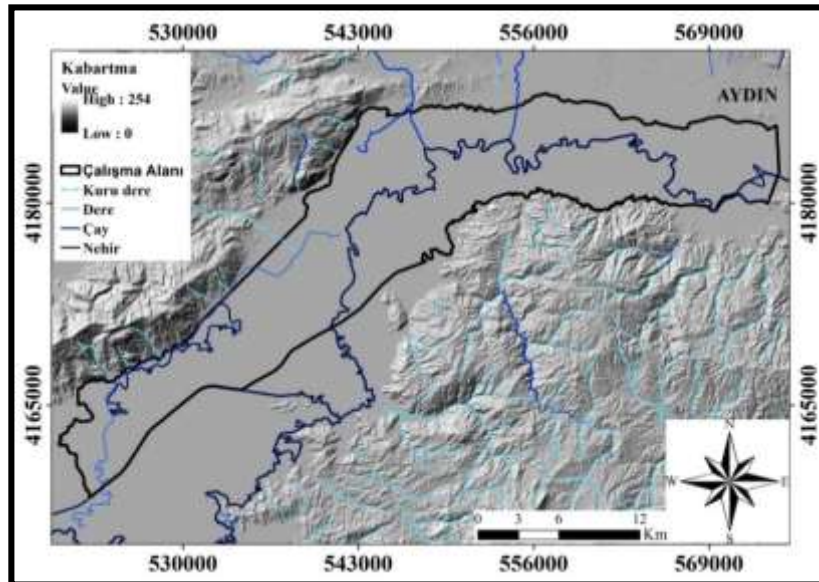 530000 543000 556000 569000
Kabartma
Value
High : 254
Low : 0
Çalışma Alanı
Kuru dere
Dere
Çay
Nehir
AYDIN
4180000 4180000
4165000 4165000
N
W E
S
0 3 6 12
Km
530000 543000 556000 569000